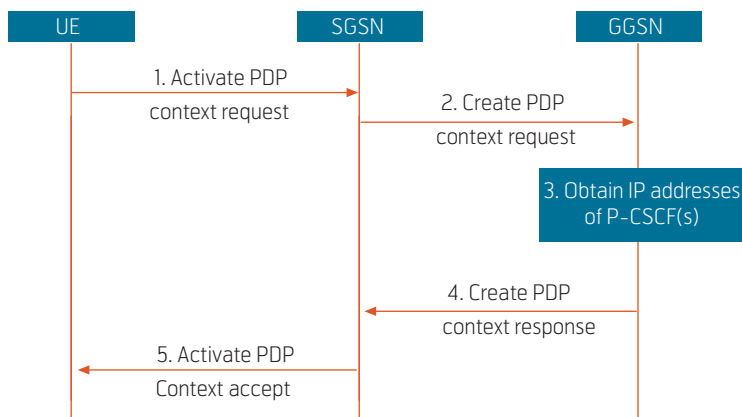 UE
SGSN
GGSN
1. Activate PDP
context request
2. Create PDP
context request
3. Obtain IP addresses
of P-CSCF(s)
4. Create PDP
context response
5. Activate PDP
Context accept